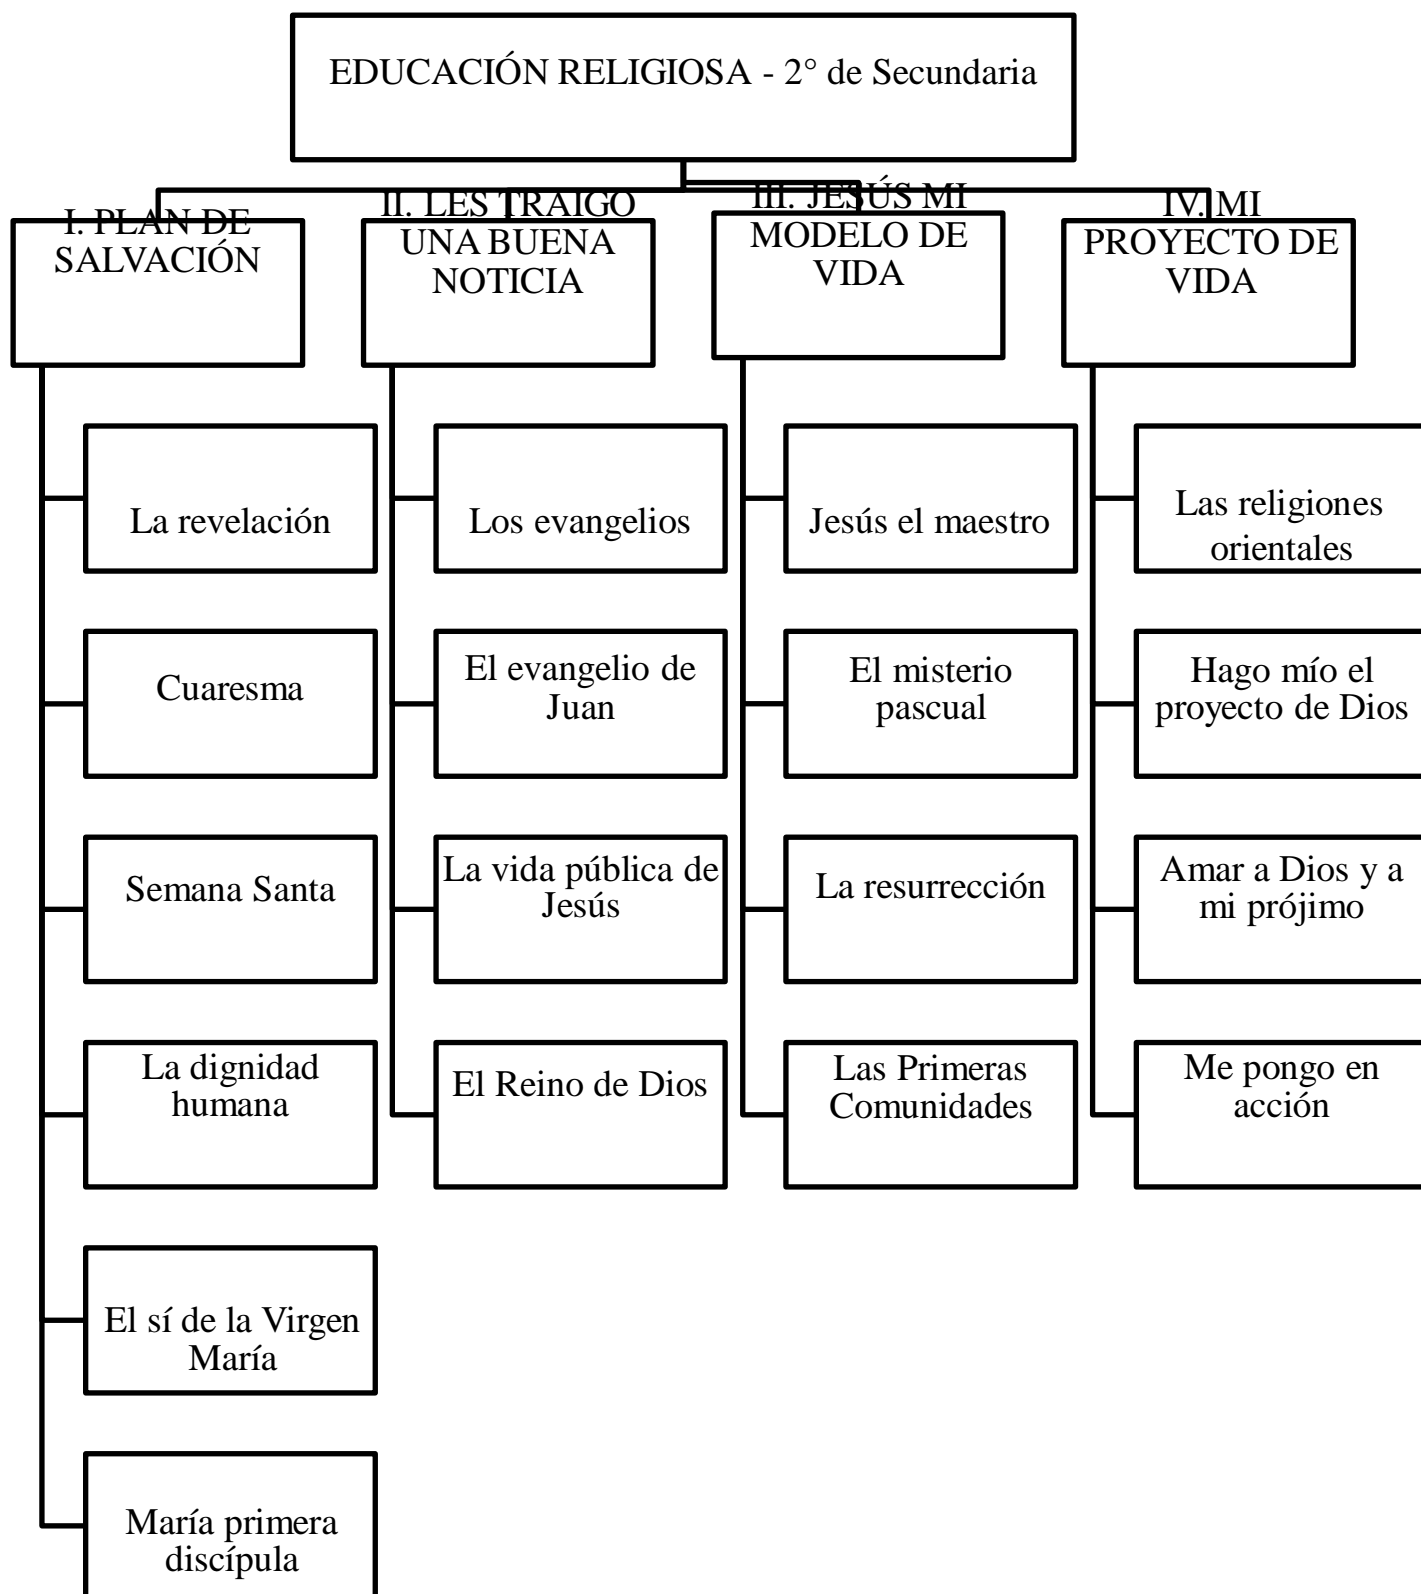 EDUCACIÓN RELIGIOSA - 2° de Secundaria
I. PLAN DE
SALVACIÓN
La revelación
Cuaresma
Semana Santa
La dignidad
humana
El sí de la Virgen
María
María primera
discípula
II. LES TRAIGO
UNA BUENA
NOTICIA
Los evangelios
El evangelio de
Juan
La vida pública de
Jesús
El Reino de Dios
III. JESÚS MI
MODELO DE
VIDA
Jesús el maestro
El misterio
pascual
La resurrección
Las Primeras
Comunidades
IV. MI
PROYECTO DE
VIDA
Las religiones
orientales
Hago mío el
proyecto de Dios
Amar a Dios y a
mi prójimo
Me pongo en
acción